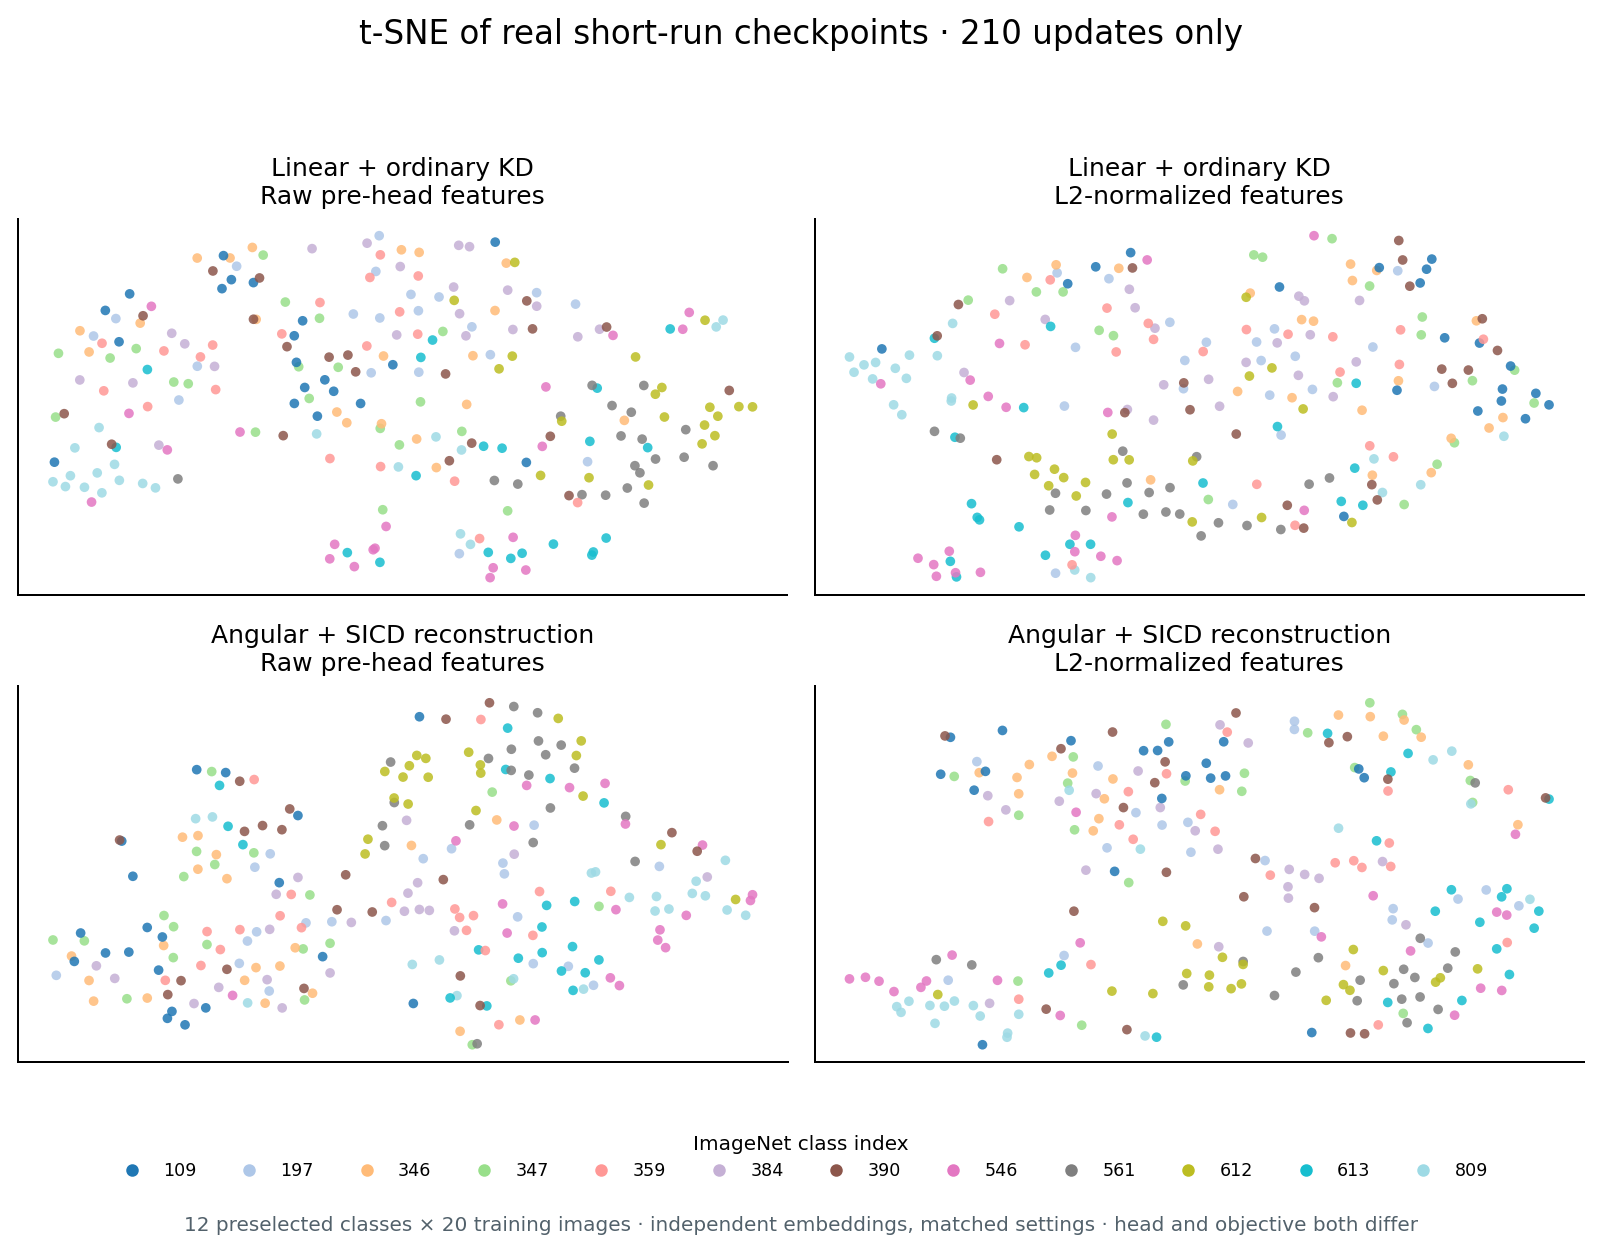 t-SNE of real short-run checkpoints · 210 updates only
Linear + ordinary KD
Raw pre-head features
Linear + ordinary KD
L2-normalized features
Angular + SICD reconstruction
Raw pre-head features
Angular + SICD reconstruction
L2-normalized features
ImageNet class index
109 197 346 347 359 384 390 546 561 612 613 809
12 preselected classes × 20 training images · independent embeddings, matched settings · head and objective both differ